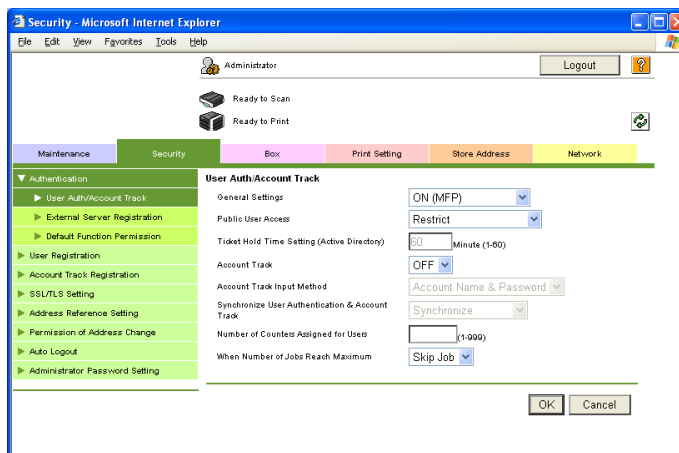 Security - Microsoft Internet Explorer
File Edit View Favorites Tools Help
Administrator Logout ?
Ready to Scan
Ready to Print
Maintenance Security Box Print Setting Store Address Network
Authentication
User Auth/Account Track
External Server Registration
Default Function Permission
User Registration
Account Track Registration
SSL/TLS Setting
Address Reference Setting
Permission of Address Change
Auto Logout
Administrator Password Setting
User Auth/Account Track
General Settings ON (MFP)
Public User Access Restrict
Ticket Hold Time Setting (Active Directory) 60 Minute (1-60)
Account Track OFF
Account Track Input Method Account Name & Password
Synchronize User Authentication & Account
Track Synchronize
Number of Counters Assigned for Users (1-999)
When Number of Jobs Reach Maximum Skip Job
OK Cancel